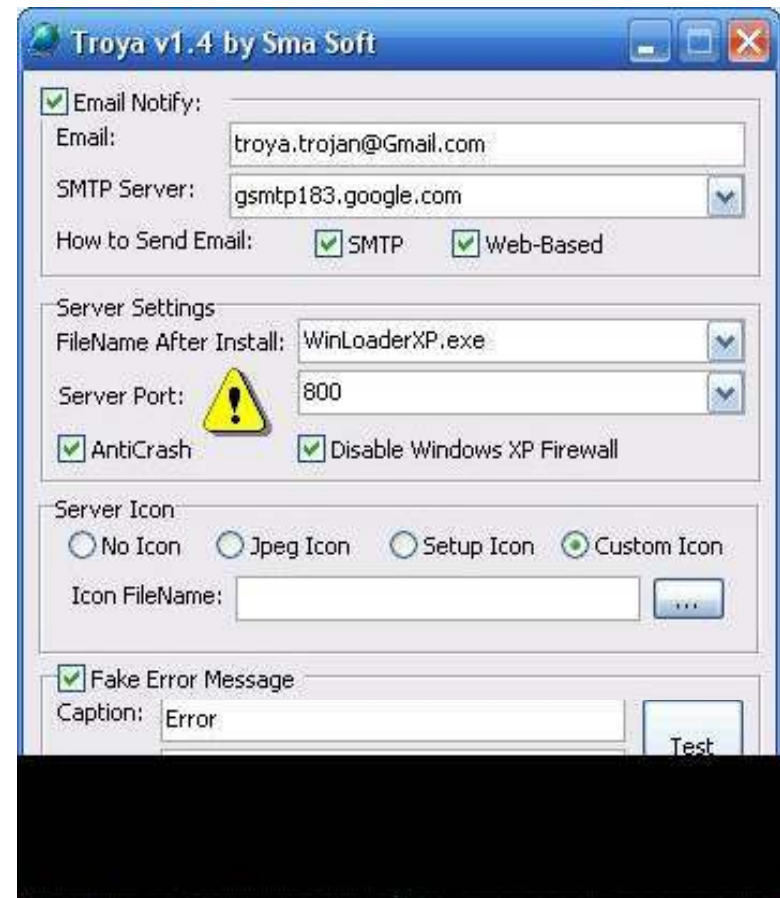 Troya v1.4 by Sma Soft
Email Notify:
Email: troya.trojan@Gmail.com
SMTP Server: gsmtp183.google.com
How to Send Email: SMTP Web-Based
Server Settings
FileName After Install: WinLoaderXP.exe
Server Port: 800
AntiCrash Disable Windows XP Firewall
Server Icon
No Icon Jpeg Icon Setup Icon Custom Icon
Icon FileName: ...
Fake Error Message
Caption: Error
Test